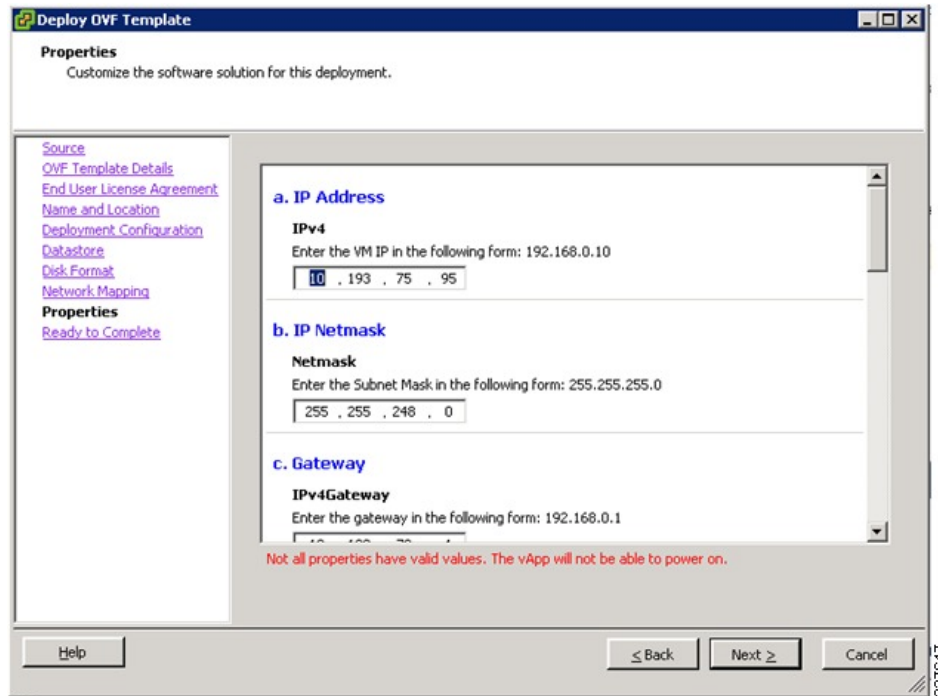 Deploy OVF Template
Properties
Customize the software solution for this deployment.
Source
OVF Template Details
End User License Agreement
Name and Location
Deployment Configuration
Datastore
Disk Format
Network Mapping
Properties
Ready to Complete
a. IP Address
IPv4
Enter the VM IP in the following form: 192.168.0.10
10 . 193 . 75 . 95
b. IP Netmask
Netmask
Enter the Subnet Mask in the following form: 255.255.255.0
255 . 255 . 248 . 0
c. Gateway
IPv4Gateway
Enter the gateway in the following form: 192.168.0.1
Not all properties have valid values. The vApp will not be able to power on.
Help
< Back
Next >
Cancel